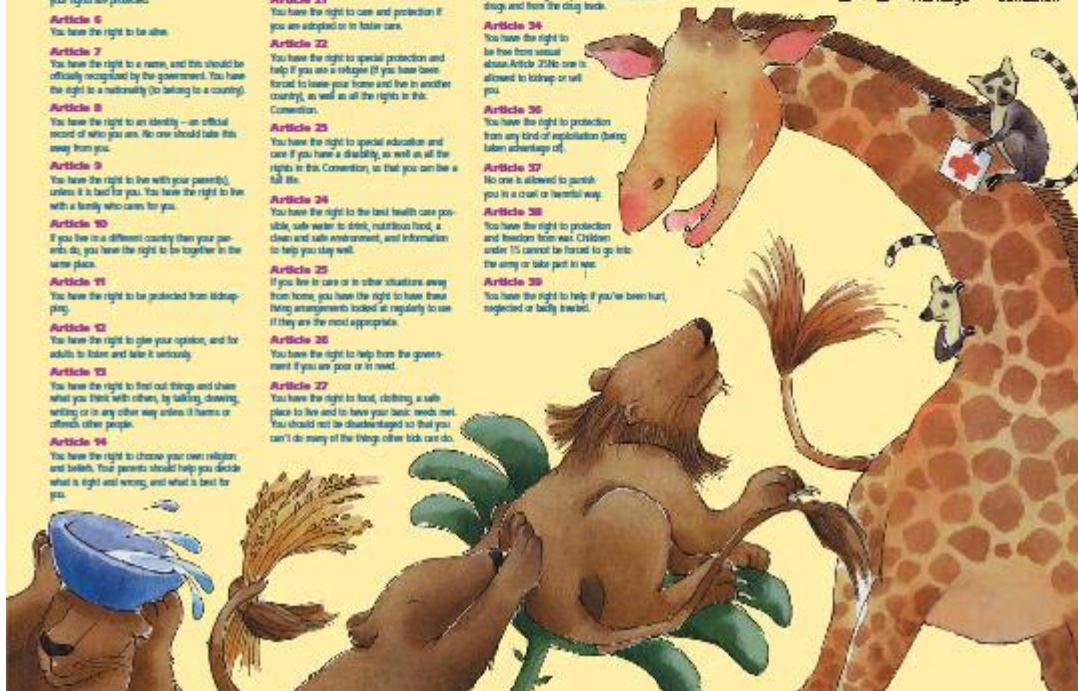 your rights are protected.
Article 6
You have the right to be alive.
Article 7
You have the right to a name, and this should be
officially recognized by the government. You have
the right to a nationality (to belong to a country).
Article 8
You have the right to an identity – an official
record of who you are. No one should take this
away from you.
Article 9
You have the right to live with your parent(s),
unless it is bad for you. You have the right to live
with a family who cares for you.
Article 10
If you live in a different country than your par-
ents do, you have the right to be together in the
same place.
Article 11
You have the right to be protected from kidnap-
ping.
Article 12
You have the right to give your opinion, and for
adults to listen and take it seriously.
Article 13
You have the right to find out things and share
what you think with others, by talking, drawing,
writing or in any other way unless it harms or
offends other people.
Article 14
You have the right to choose your own religion
and beliefs. Your parents should help you decide
what is right and wrong, and what is best for
you.
Article 21
You have the right to care and protection if
you are adopted or in foster care.
Article 22
You have the right to special protection and
help if you are a refugee (if you have been
forced to leave your home and live in another
country), as well as all the rights in this
Convention.
Article 23
You have the right to special education and
care if you have a disability, as well as all the
rights in this Convention, so that you can live a
full life.
Article 24
You have the right to the best health care pos-
sible, safe water to drink, nutritious food, a
clean and safe environment, and information
to help you stay well.
Article 25
If you live in care or in other situations away
from home, you have the right to have these
living arrangements looked at regularly to see
if they are the most appropriate.
Article 26
You have the right to help from the govern-
ment if you are poor or in need.
Article 27
You have the right to food, clothing, a safe
place to live and to have your basic needs met.
You should not be disadvantaged so that you
can't do many of the things other kids can do.
drugs and from the drug trade.
Article 34
You have the right to
be free from sexual
abuse.Article 35No one is
allowed to kidnap or sell
you.
Article 36
You have the right to protection
from any kind of exploitation (being
taken advantage of).
Article 37
No one is allowed to punish
you in a cruel or harmful way.
Article 38
You have the right to protection
and freedom from war. Children
under 15 cannot be forced to go into
the army or take part in war.
Article 39
You have the right to help if you've been hurt,
neglected or badly treated.